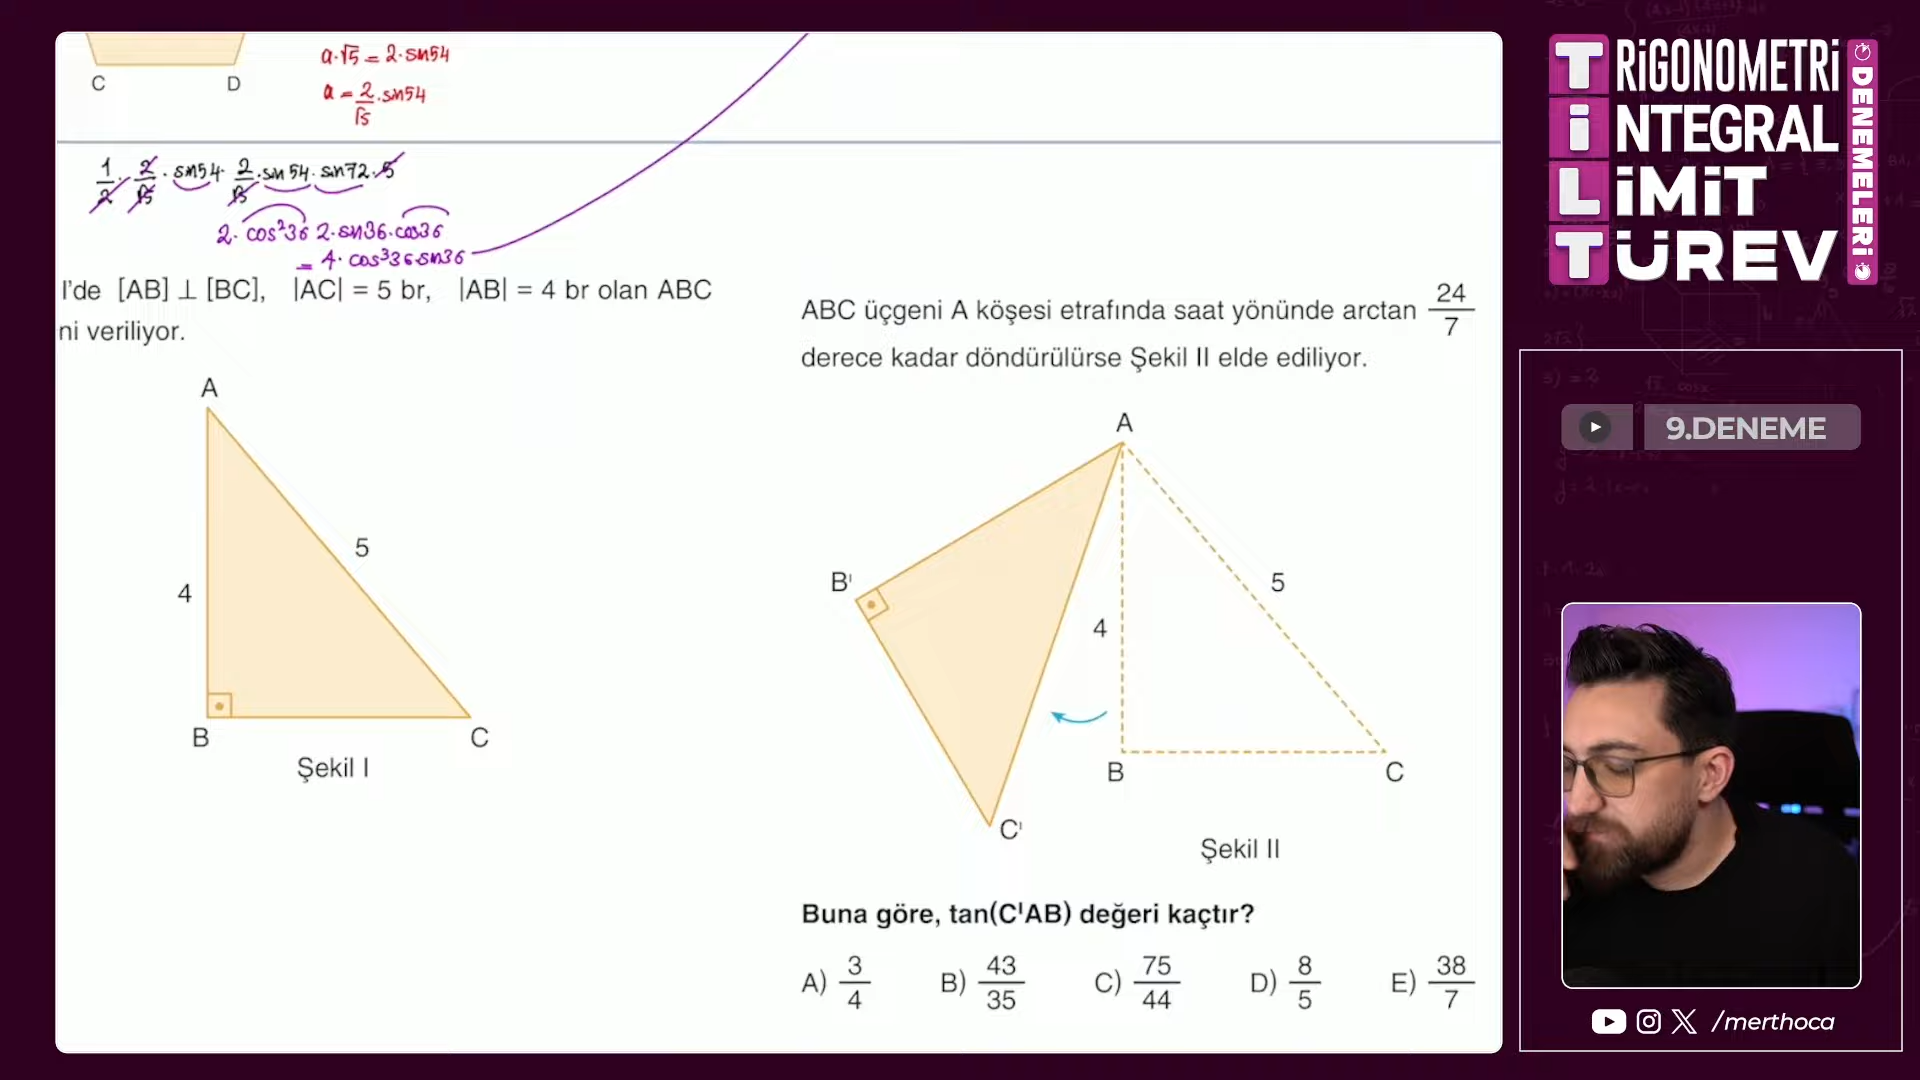 C D
a·√5 = 2·sin54
a = 2/√5 ·sin54
1/2 · 2/√5 · sin54 · 2/√5 · sin54 · sin72 · 5
2· cos²36 2·sin36·cos36
= 4· cos³36·sin36
I'de [AB] ⊥ [BC], |AC| = 5 br, |AB| = 4 br olan ABC
ni veriliyor.
A
5
4
B C
Şekil I
ABC üçgeni A köşesi etrafında saat yönünde arctan 24/7
derece kadar döndürülürse Şekil II elde ediliyor.
A
B'
5
4
B C
C'
Şekil II
Buna göre, tan(C'AB) değeri kaçtır?
A) 3/4 B) 43/35 C) 75/44 D) 8/5 E) 38/7
TRİGONOMETRİ
İNTEGRAL
LİMİT
TÜREV
DENEMELERİ
9.DENEME
/merthoca